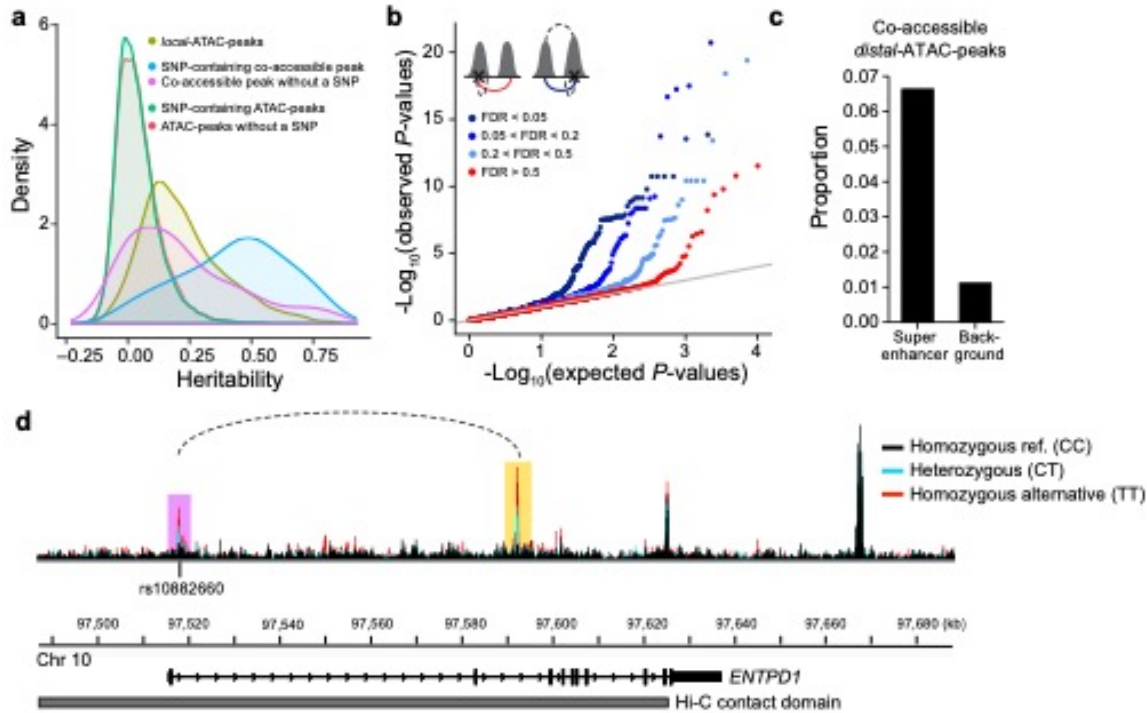 a
6
4
2
0
Density
local-ATAC-peaks
SNP-containing co-accessible peak
Co-accessible peak without a SNP
SNP-containing ATAC-peaks
ATAC-peaks without a SNP
−0.25 0.00 0.25 0.50 0.75
Heritability
b
20
15
10
5
0
-Log10(observed P-values)
FDR < 0.05
0.05 < FDR < 0.2
0.2 < FDR < 0.5
FDR > 0.5
0 1 2 3 4
-Log10(expected P-values)
c
Co-accessible
distal-ATAC-peaks
0.07
0.06
0.05
0.04
0.03
0.02
0.01
0.00
Proportion
Super
enhancer
Back-
ground
d
Homozygous ref. (CC)
Heterozygous (CT)
Homozygous alternative (TT)
rs10882660
97,500 97,520 97,540 97,560 97,580 97,600 97,620 97,640 97,660 97,680 (kb)
Chr 10
ENTPD1
Hi-C contact domain